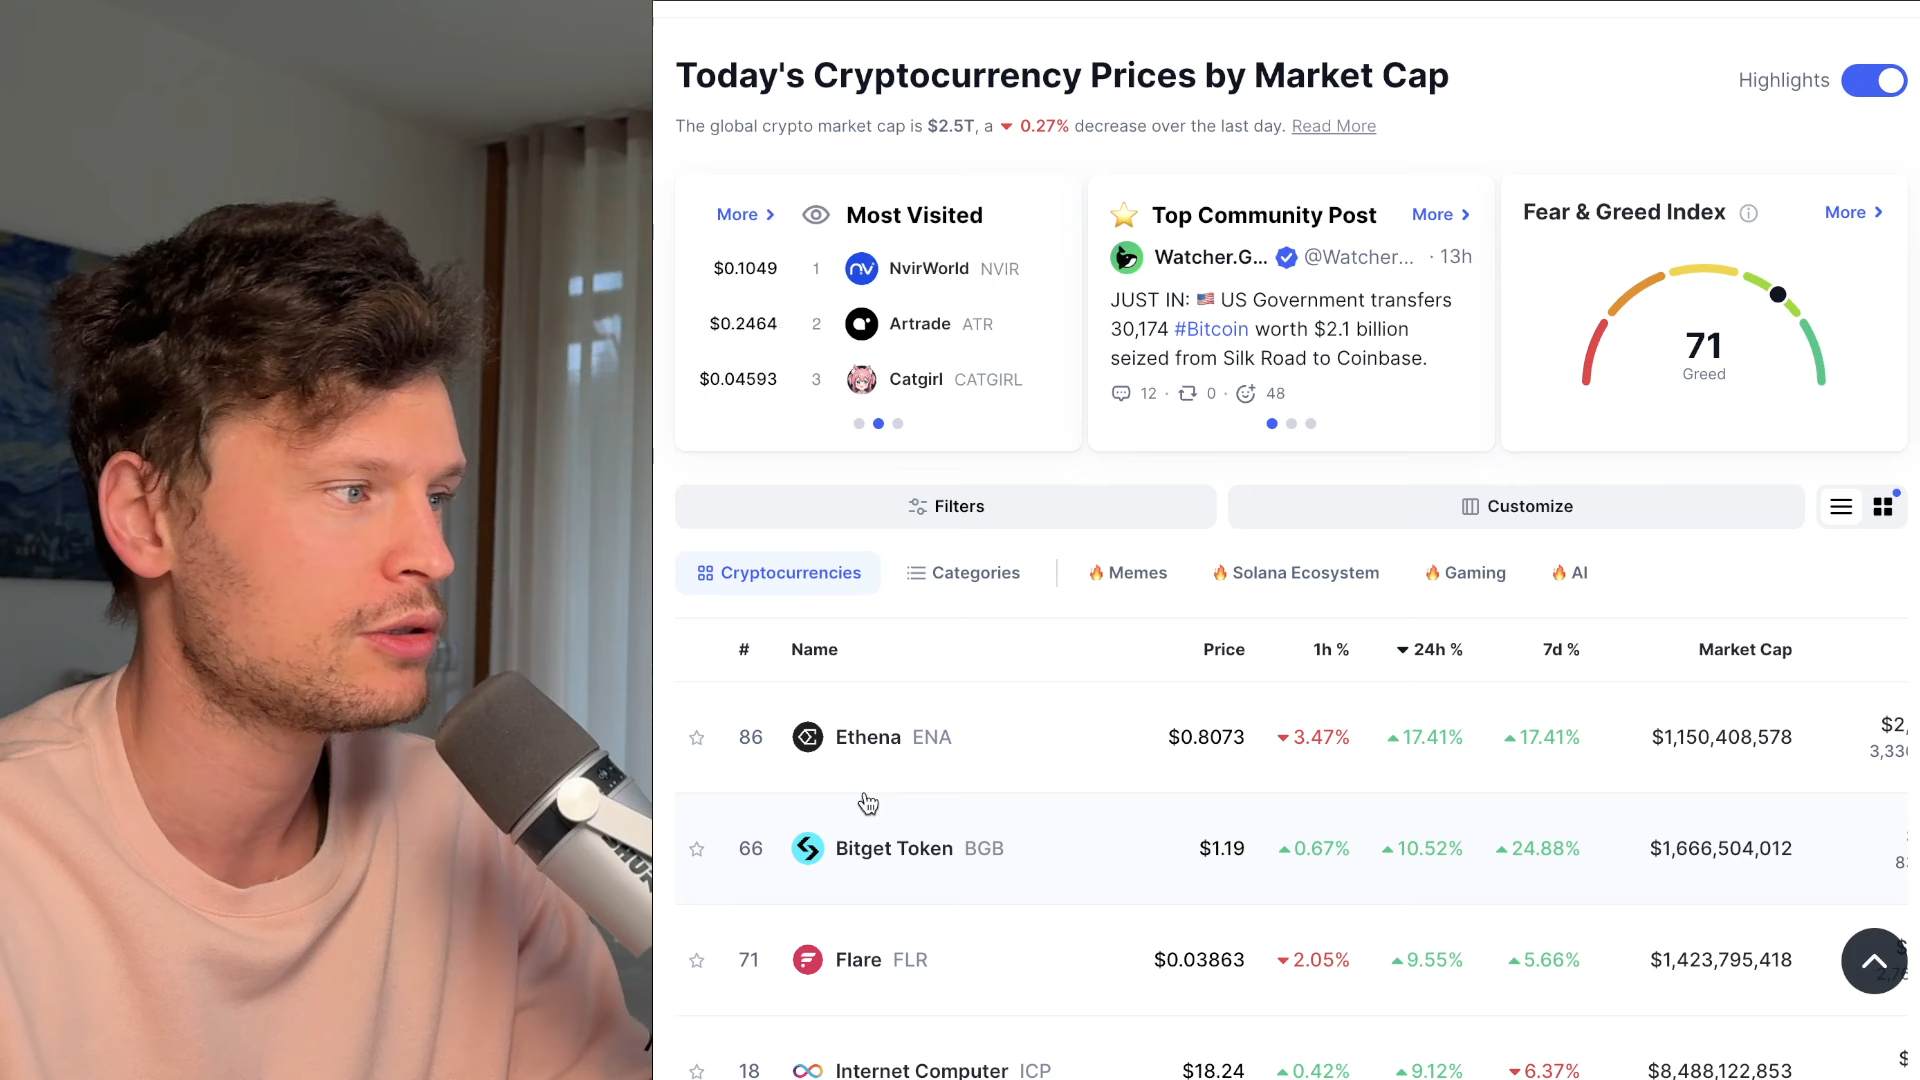 Today's Cryptocurrency Prices by Market Cap
Highlights
The global crypto market cap is $2.5T, a 0.27% decrease over the last day. Read More
More
Most Visited
$0.1049 1 NvirWorld NVIR
$0.2464 2 Artrade ATR
$0.04593 3 Catgirl CATGIRL
Top Community Post More
Watcher.G... @Watcher... · 13h
JUST IN: 🇺🇸 US Government transfers
30,174 #Bitcoin worth $2.1 billion
seized from Silk Road to Coinbase.
12 · 0 · 48
Fear & Greed Index More
71
Greed
Filters
Customize
Cryptocurrencies Categories Memes Solana Ecosystem Gaming AI
# Name Price 1h % 24h % 7d % Market Cap
86 Ethena ENA $0.8073 3.47% 17.41% 17.41% $1,150,408,578
66 Bitget Token BGB $1.19 0.67% 10.52% 24.88% $1,666,504,012
71 Flare FLR $0.03863 2.05% 9.55% 5.66% $1,423,795,418
18 Internet Computer ICP $18.24 0.42% 9.12% 6.37% $8,488,122,853